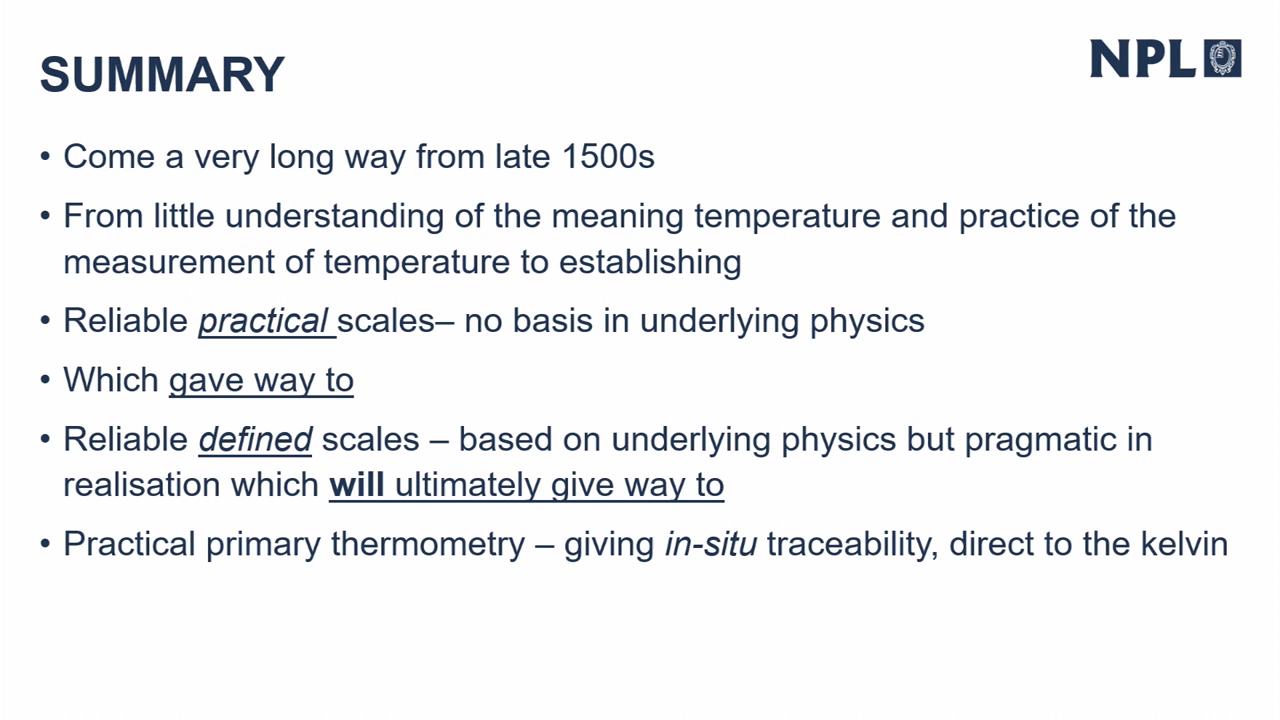 SUMMARY
NPL
• Come a very long way from late 1500s
• From little understanding of the meaning temperature and practice of the
measurement of temperature to establishing
• Reliable practical scales– no basis in underlying physics
• Which gave way to
• Reliable defined scales – based on underlying physics but pragmatic in
realisation which will ultimately give way to
• Practical primary thermometry – giving in-situ traceability, direct to the kelvin